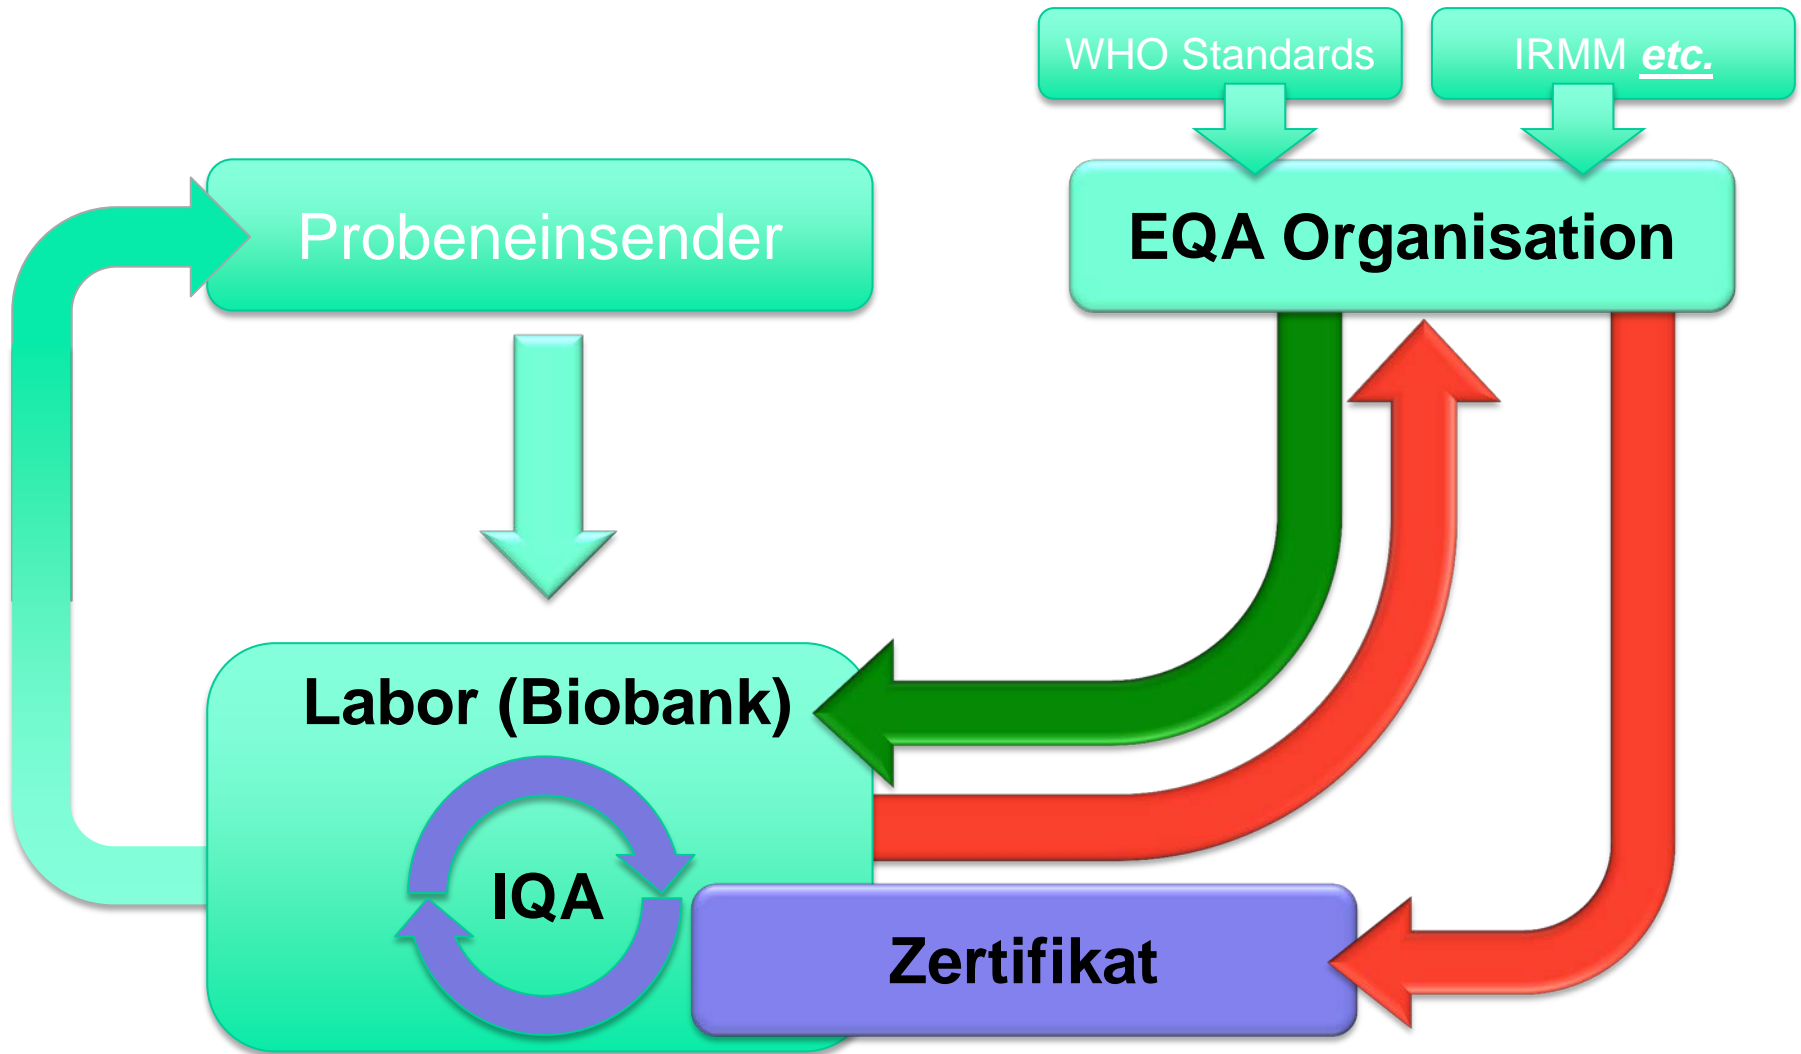 WHO Standards
IRMM etc.
Probeneinsender
EQA Organisation
Labor (Biobank)
IQA
Zertifikat